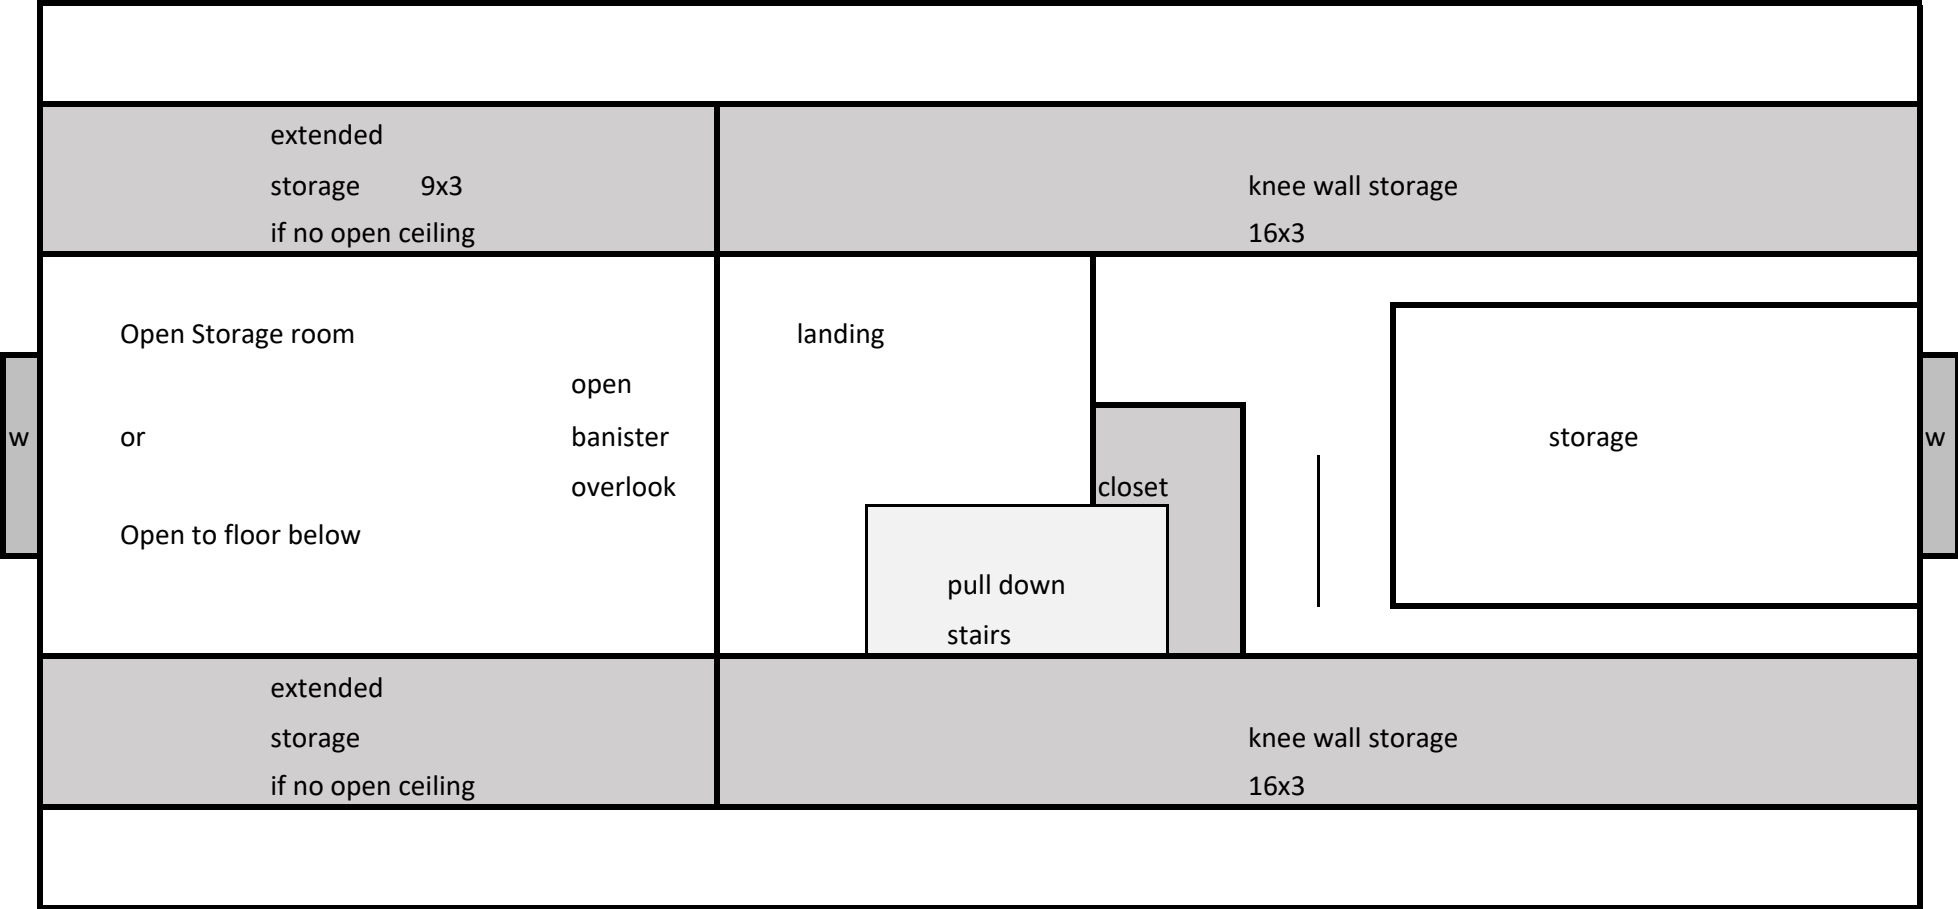 extended
storage 9x3
if no open ceiling
knee wall storage
16x3
Open Storage room
or
Open to floor below
open
banister
overlook
landing
closet
pull down
stairs
storage
w
w
extended
storage
if no open ceiling
knee wall storage
16x3